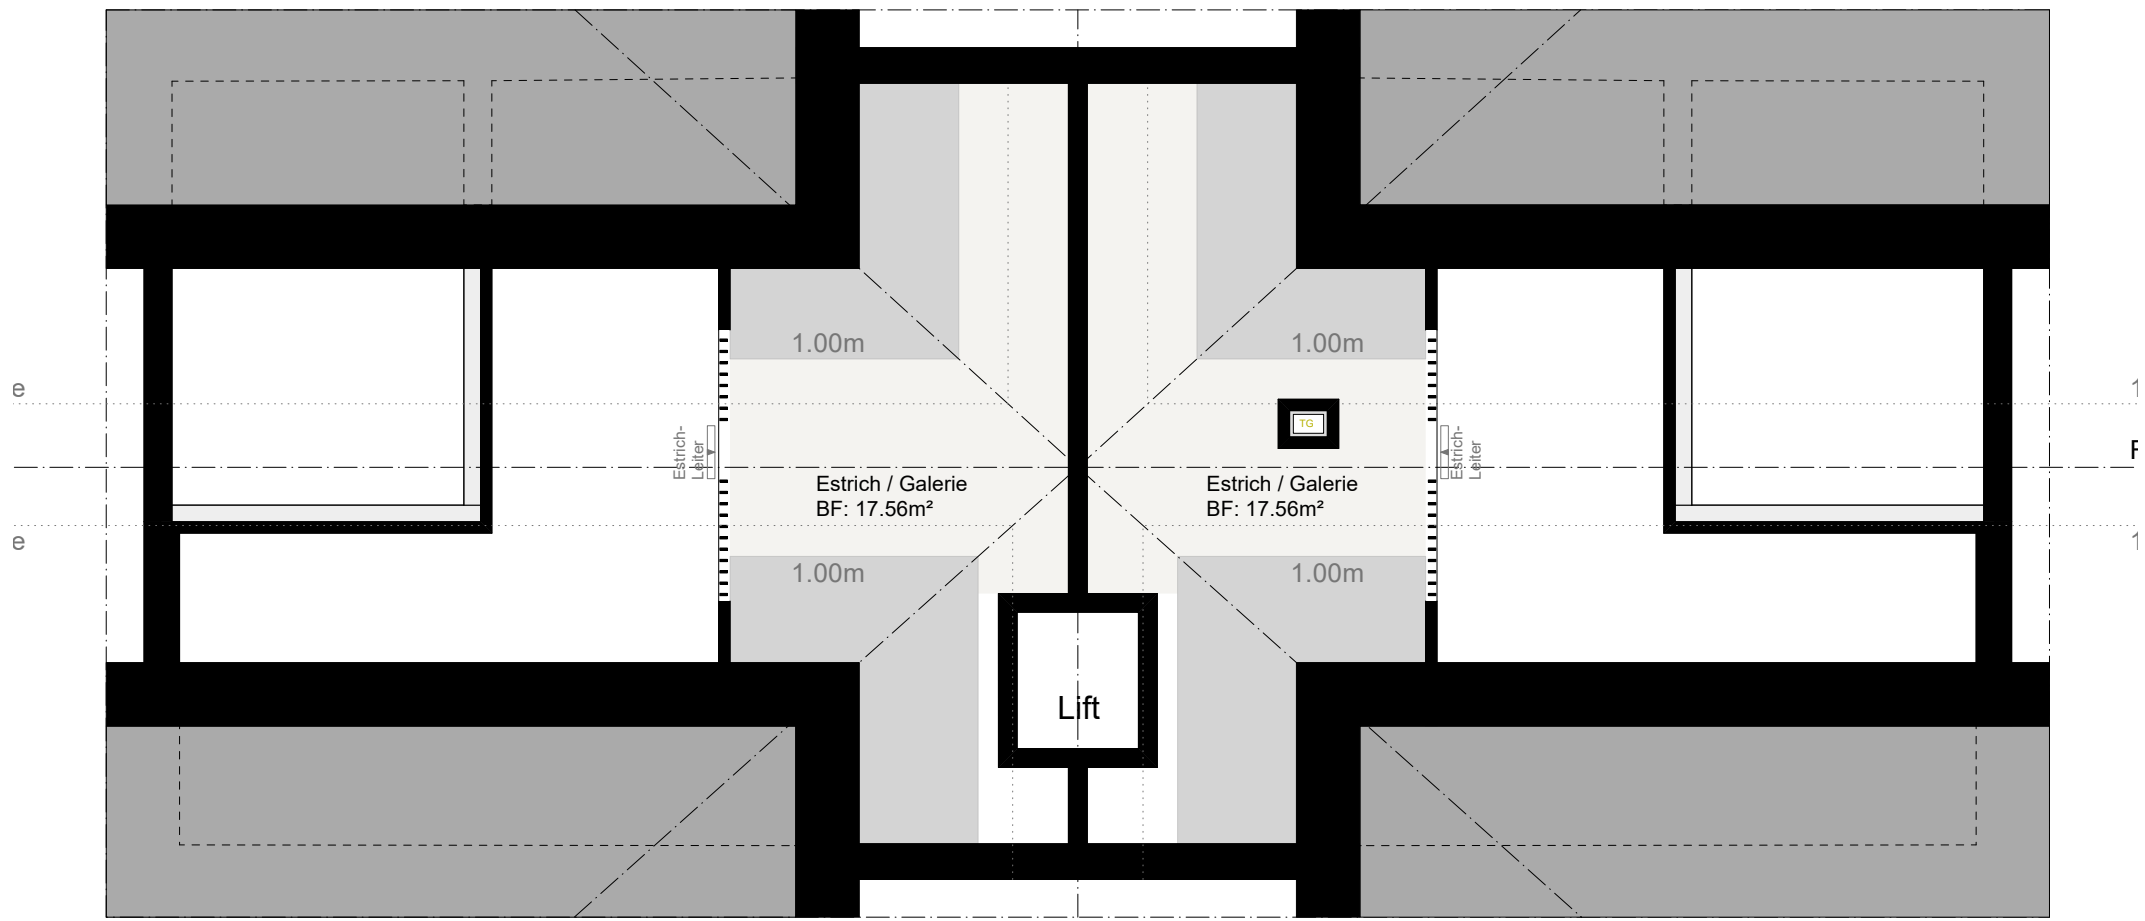 1.00m
1.00m
e
1
TG
Estrich-
Leiter
Estrich-
Leiter
Estrich / Galerie
BF: 17.56m²
Estrich / Galerie
BF: 17.56m²
e
1.00m
1.00m
Lift